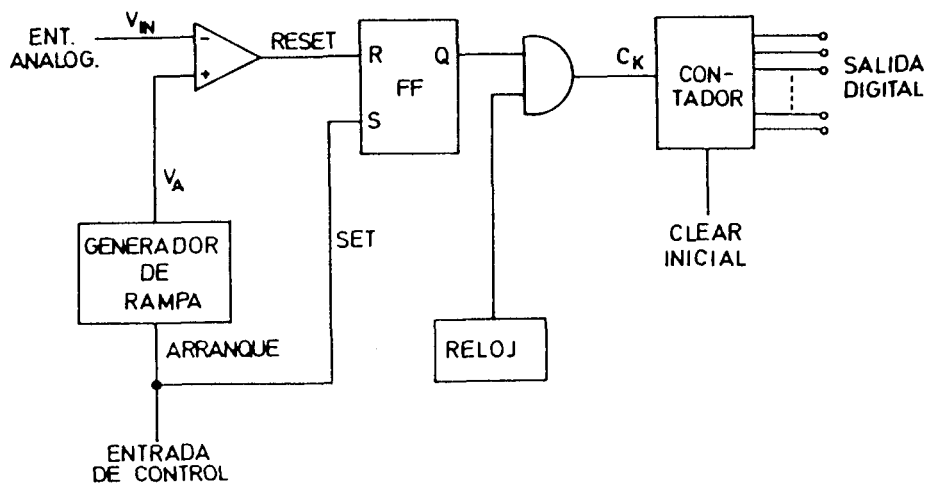 V_IN
ENT.
ANALOG.
−
+
RESET
R
Q
FF
S
C_K
CON-
TADOR
SALIDA
DIGITAL
V_A
SET
CLEAR
INICIAL
GENERADOR
DE
RAMPA
RELOJ
ARRANQUE
ENTRADA
DE CONTROL